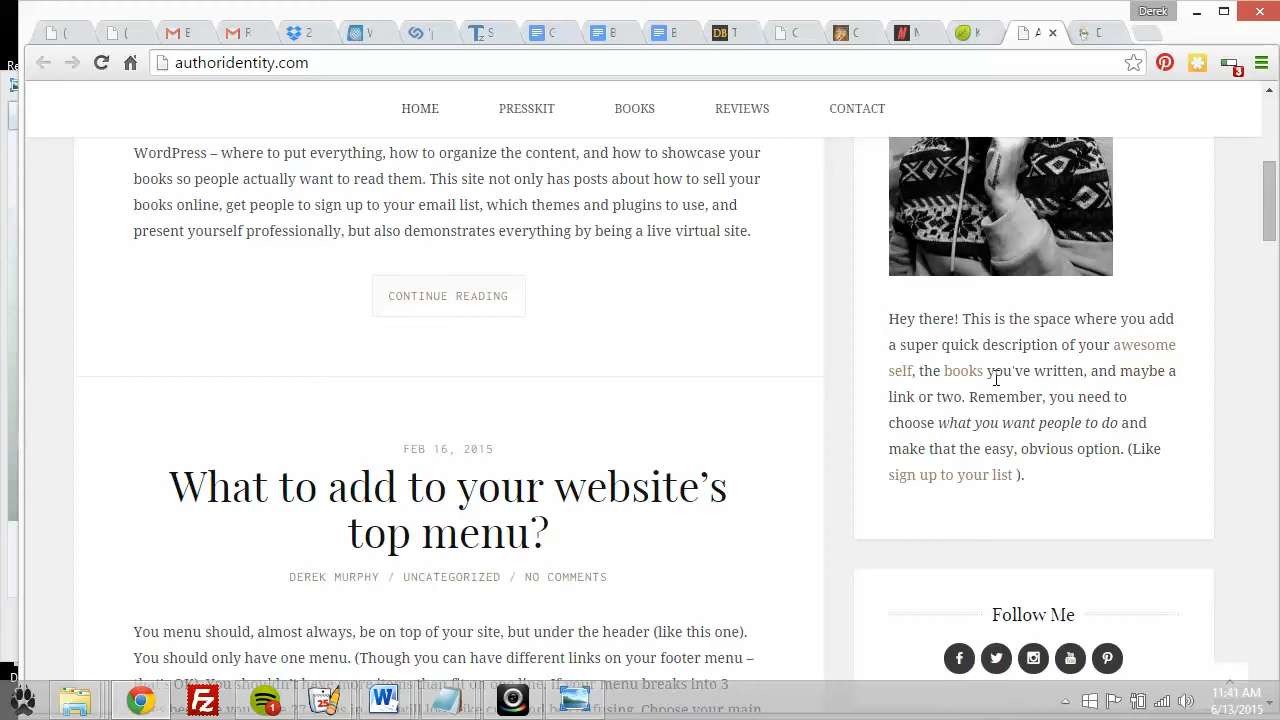 Derek
authoridentity.com
3
HOME PRESSKIT BOOKS REVIEWS CONTACT
WordPress – where to put everything, how to organize the content, and how to showcase your
books so people actually want to read them. This site not only has posts about how to sell your
books online, get people to sign up to your email list, which themes and plugins to use, and
present yourself professionally, but also demonstrates everything by being a live virtual site.
CONTINUE READING
FEB 16, 2015
What to add to your website's
top menu?
DEREK MURPHY / UNCATEGORIZED / NO COMMENTS
You menu should, almost always, be on top of your site, but under the header (like this one).
You should only have one menu. (Though you can have different links on your footer menu –
Hey there! This is the space where you add
a super quick description of your awesome
self, the books you've written, and maybe a
link or two. Remember, you need to
choose what you want people to do and
make that the easy, obvious option. (Like
sign up to your list ).
Follow Me
11:41 AM
6/13/2015